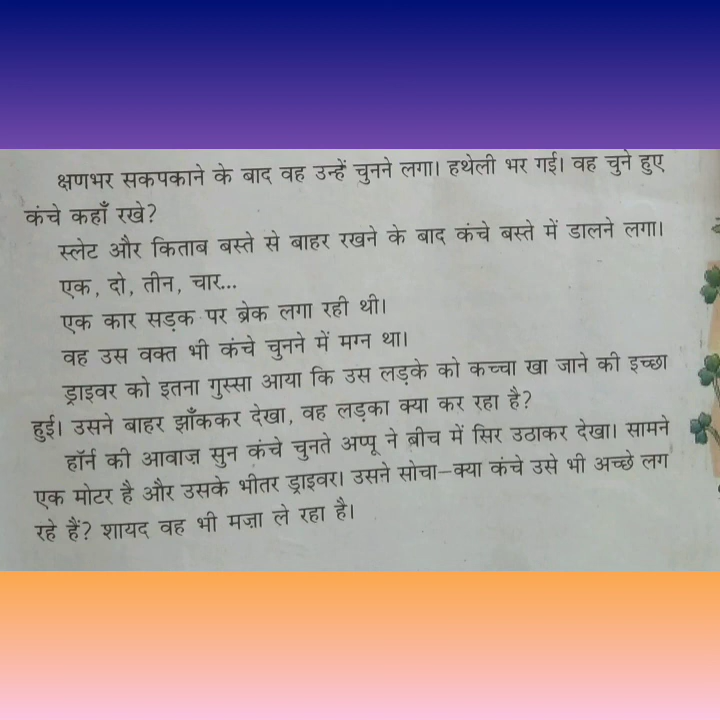 क्षणभर सकपकाने के बाद वह उन्हें चुनने लगा। हथेली भर गई। वह चुने हुए
कंचे कहाँ रखे?
स्लेट और किताब बस्ते से बाहर रखने के बाद कंचे बस्ते में डालने लगा।
एक, दो, तीन, चार...
एक कार सड़क पर ब्रेक लगा रही थी।
वह उस वक्त भी कंचे चुनने में मग्न था।
ड्राइवर को इतना गुस्सा आया कि उस लड़के को कच्चा खा जाने की इच्छा
हुई। उसने बाहर झाँककर देखा, वह लड़का क्या कर रहा है?
हॉर्न की आवाज़ सुन कंचे चुनते अप्पू ने बीच में सिर उठाकर देखा। सामने
एक मोटर है और उसके भीतर ड्राइवर। उसने सोचा–क्या कंचे उसे भी अच्छे लग
रहे हैं? शायद वह भी मज़ा ले रहा है।